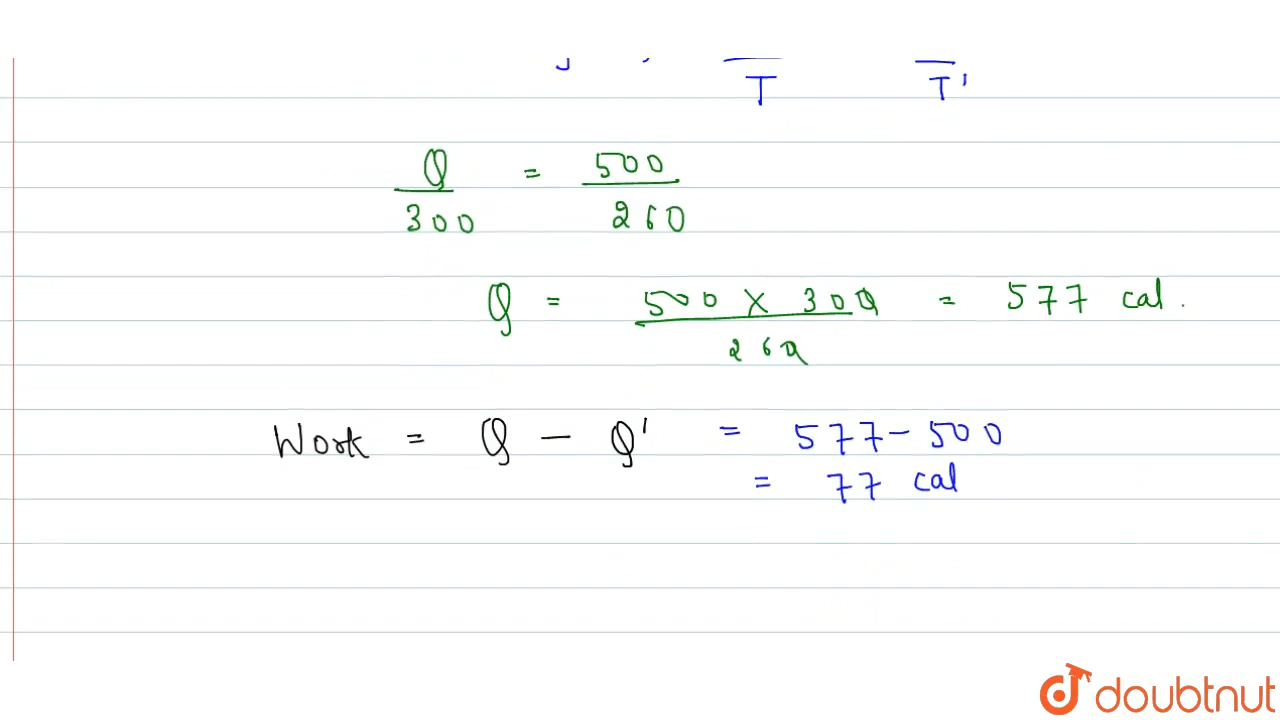 T T'
Q/300 = 500/260
Q = 500 × 300/260 = 577 cal.
Work = Q - Q' = 577 - 500
= 77 cal
doubtnut